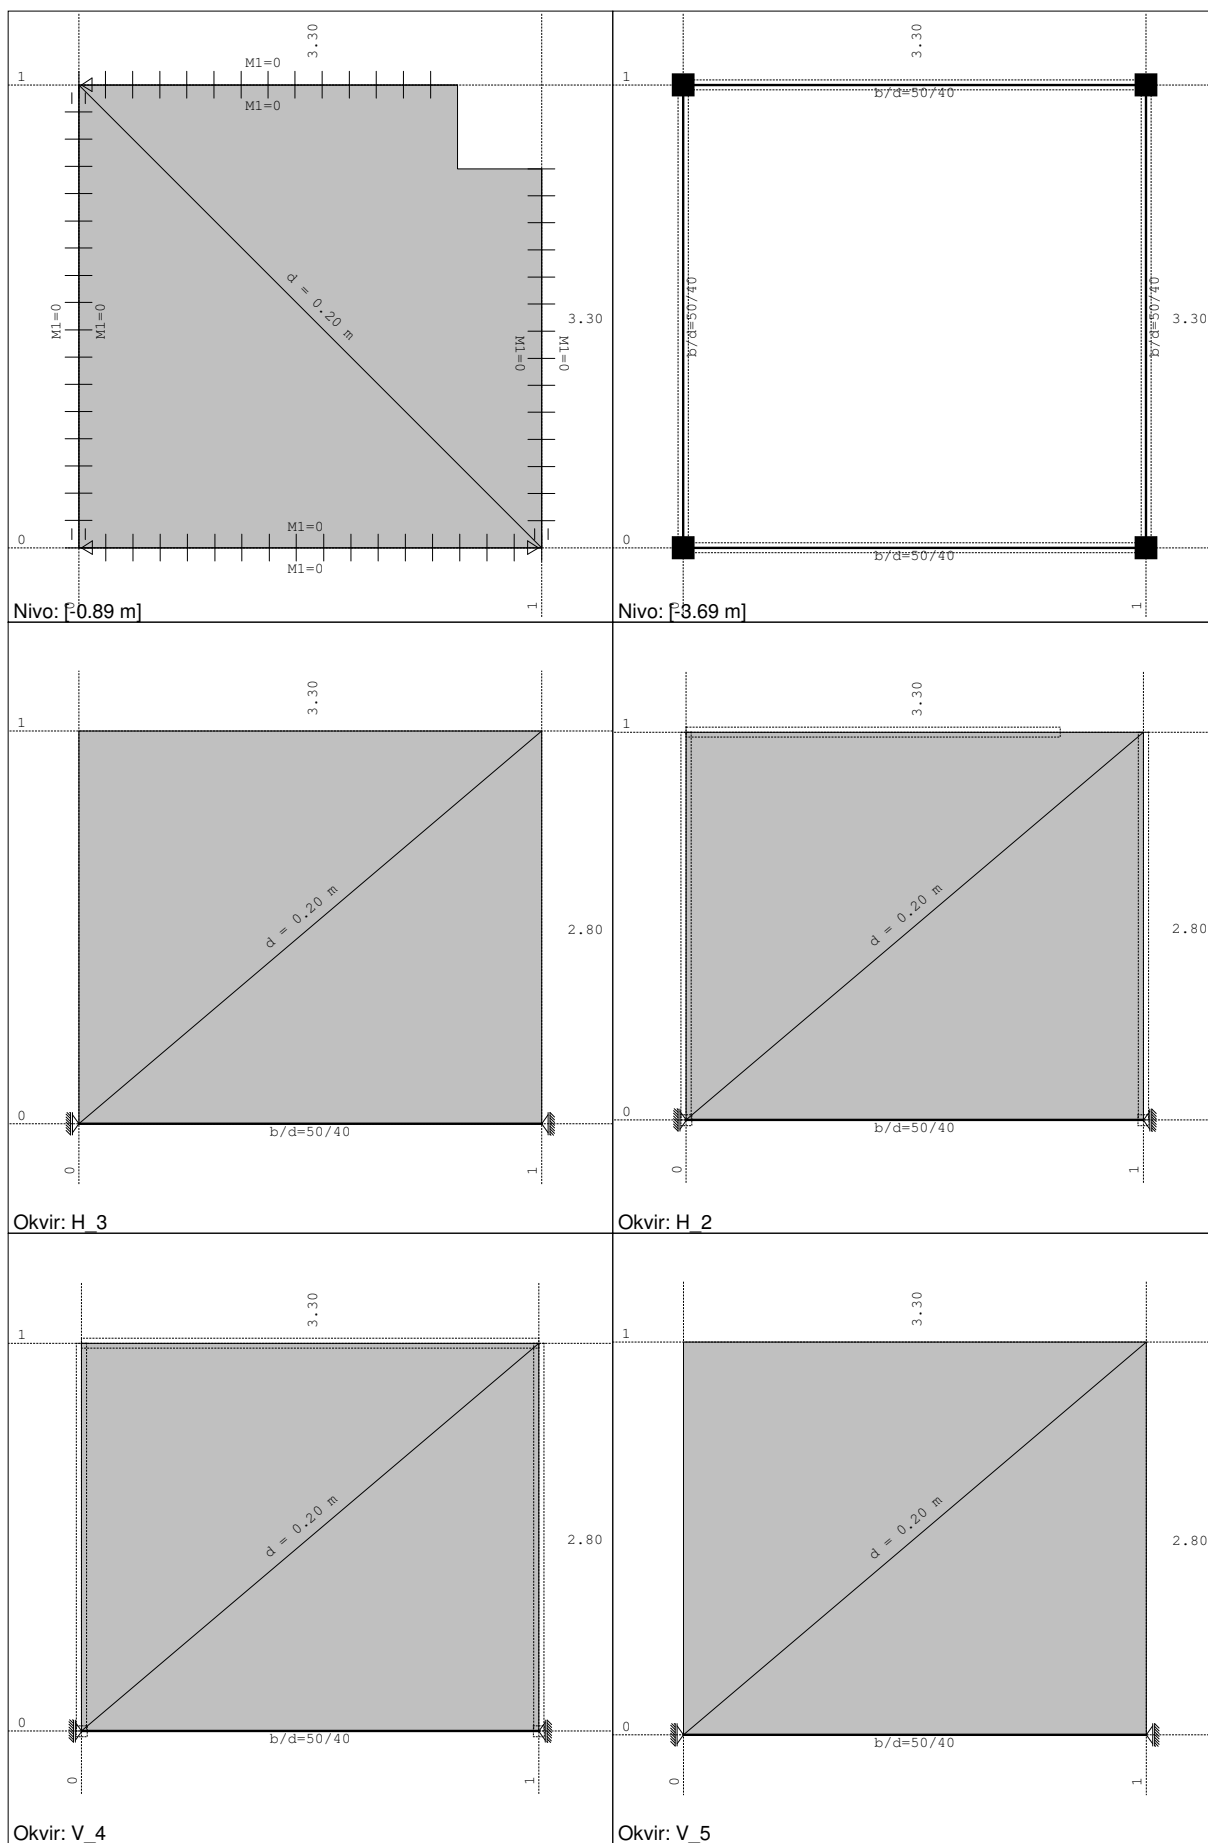 3.30
1
M1=0
M1=0
M1=0
M1=0
d = 0.20 m
M1=0
M1=0
3.30
0
M1=0
M1=0
0
1
Nivo: [-0.89 m]
3.30
1
b/d=50/40
b/d=50/40
b/d=50/40
3.30
0
b/d=50/40
0
1
Nivo: [-3.69 m]
3.30
1
d = 0.20 m
2.80
0
b/d=50/40
0
1
Okvir: H_3
3.30
1
d = 0.20 m
2.80
0
b/d=50/40
0
1
Okvir: H_2
3.30
1
d = 0.20 m
2.80
0
b/d=50/40
0
1
Okvir: V_4
3.30
1
d = 0.20 m
2.80
0
b/d=50/40
0
1
Okvir: V_5